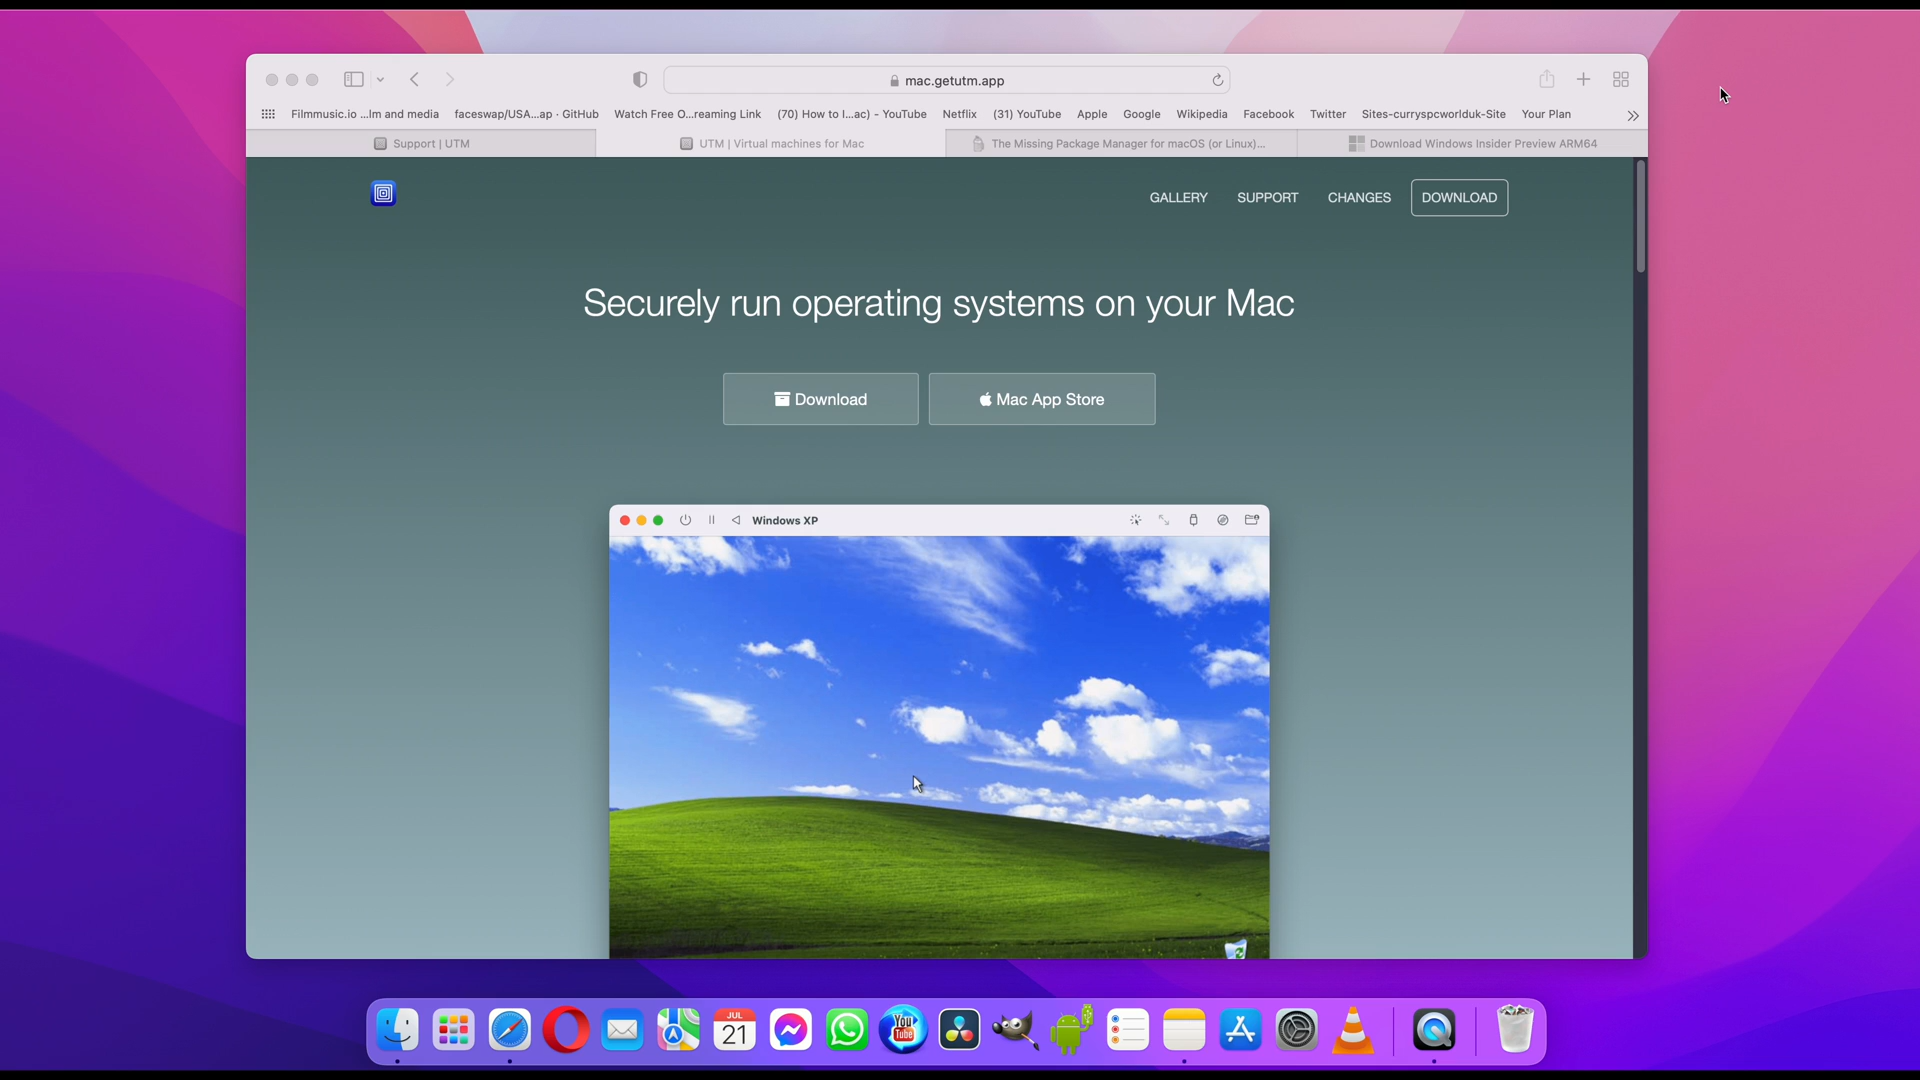 mac.getutm.app
Filmmusic.io ...lm and media faceswap/USA...ap · GitHub Watch Free O...reaming Link (70) How to I...ac) - YouTube Netflix (31) YouTube Apple Google Wikipedia Facebook Twitter Sites-curryspcworlduk-Site Your Plan
Support | UTM UTM | Virtual machines for Mac The Missing Package Manager for macOS (or Linux)... Download Windows Insider Preview ARM64
GALLERY SUPPORT CHANGES DOWNLOAD
Securely run operating systems on your Mac
Download Mac App Store
Windows XP
JUL
21
You
Tube